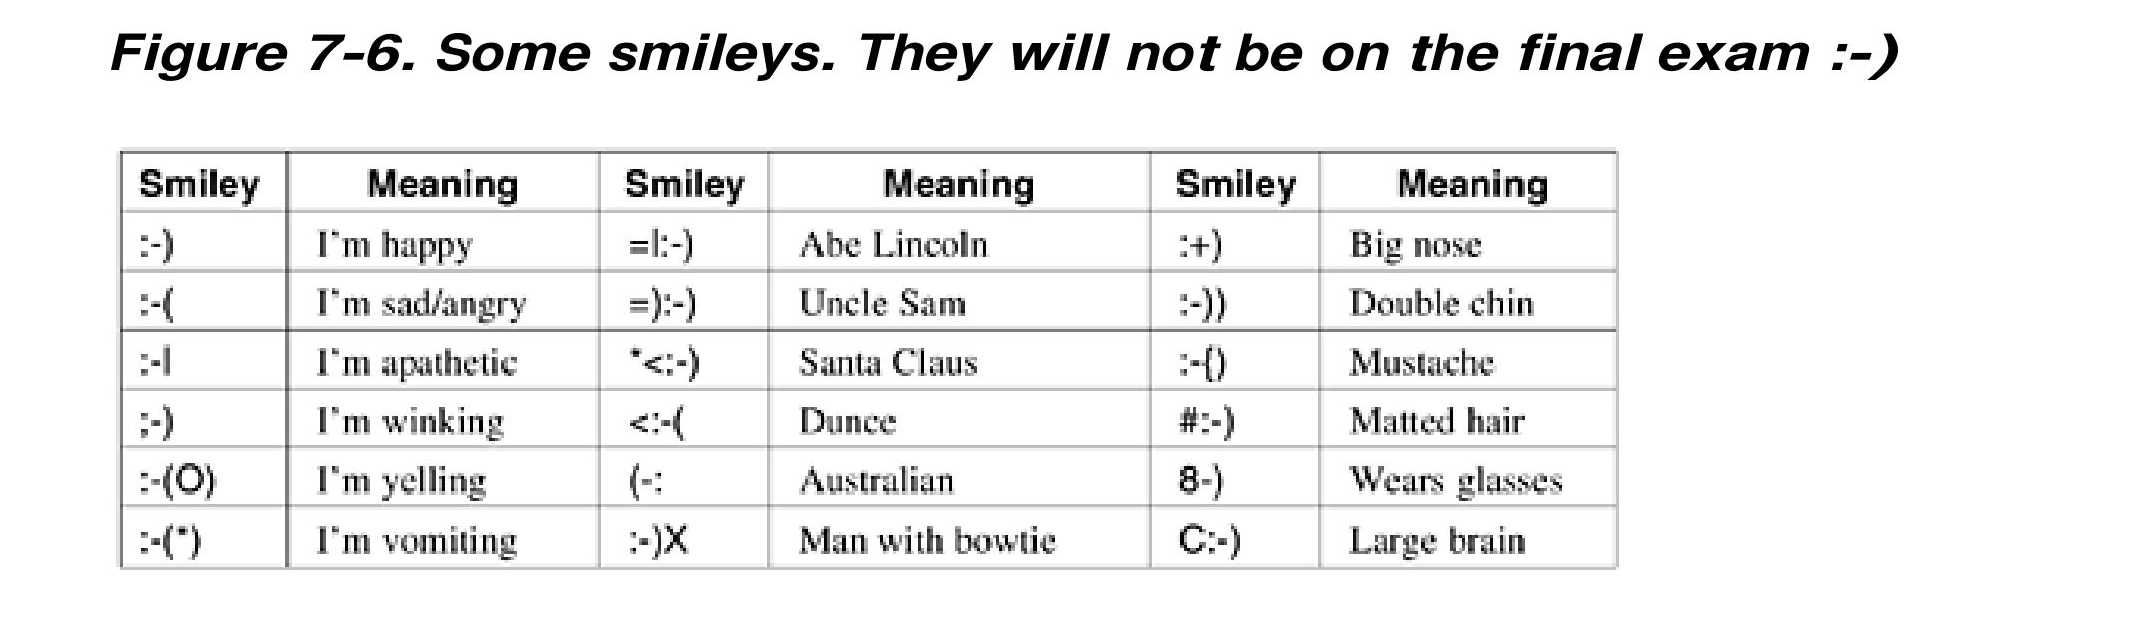 Figure 7-6. Some smileys. They will not be on the final exam :-)
Smiley Meaning Smiley Meaning Smiley Meaning
:-) I'm happy =|:-) Abe Lincoln :+) Big nose
:-( I'm sad/angry =):-) Uncle Sam :-)) Double chin
:-| I'm apathetic *<:-) Santa Claus :-{) Mustache
;-) I'm winking <:-( Dunce #:-) Matted hair
:-(O) I'm yelling (-: Australian 8-) Wears glasses
:-(*) I'm vomiting :-)X Man with bowtie C:-) Large brain